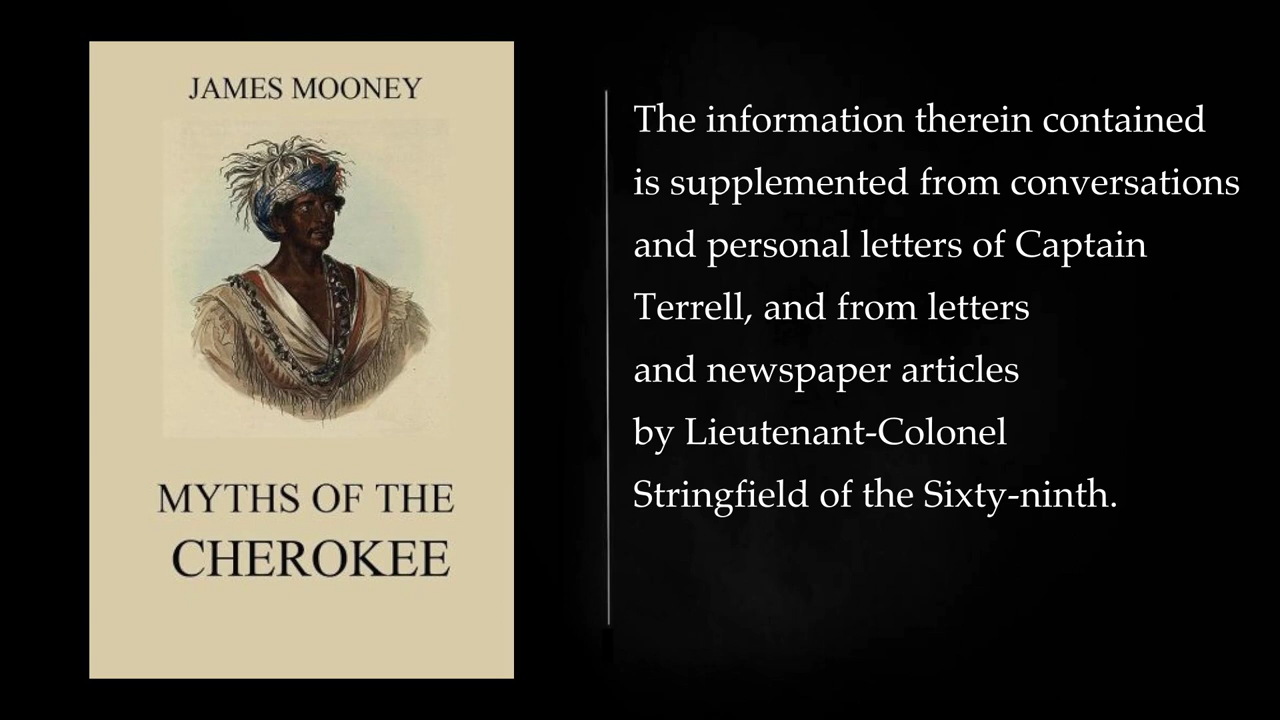 JAMES MOONEY
MYTHS OF THE
CHEROKEE
The information therein contained
is supplemented from conversations
and personal letters of Captain
Terrell, and from letters
and newspaper articles
by Lieutenant-Colonel
Stringfield of the Sixty-ninth.